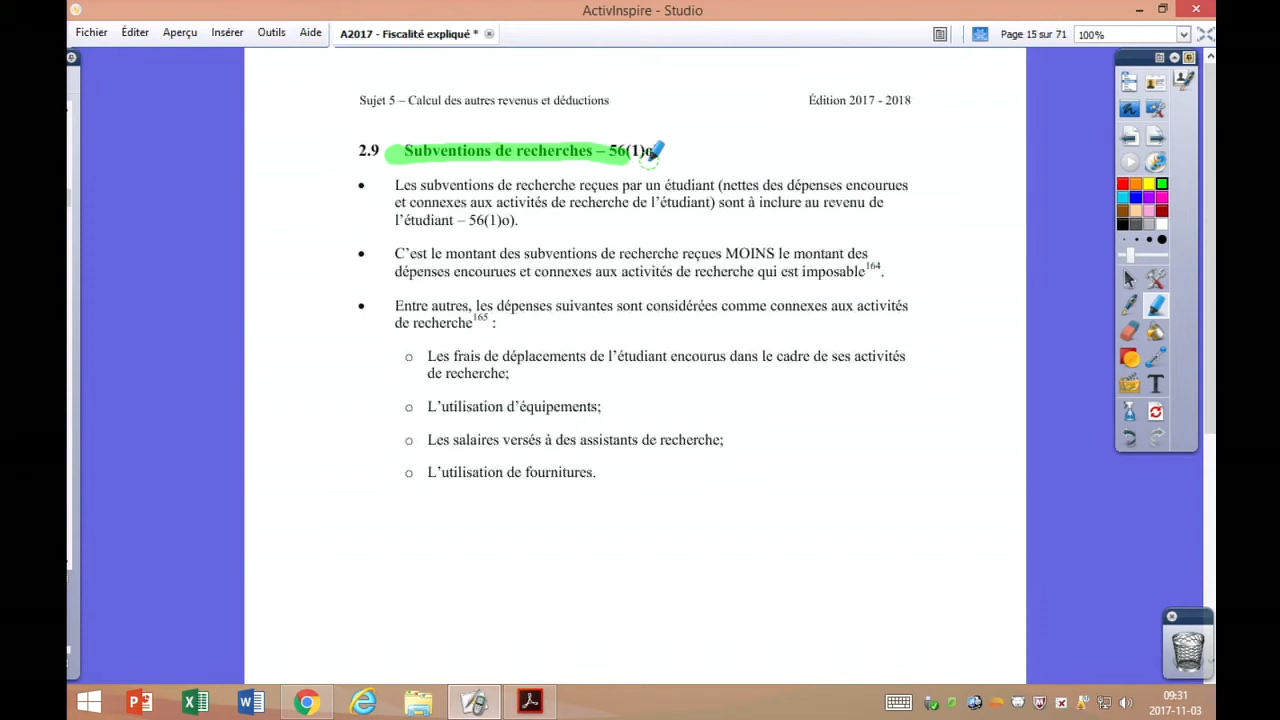 ActivInspire - Studio
Fichier Éditer Aperçu Insérer Outils Aide
A2017 - Fiscalité expliqué *
Page 15 sur 71
100%
Sujet 5 – Calcul des autres revenus et déductions
Édition 2017 - 2018
2.9 Subventions de recherches – 56(1)o
• Les subventions de recherche reçues par un étudiant (nettes des dépenses encourues
et connexes aux activités de recherche de l’étudiant) sont à inclure au revenu de
l’étudiant – 56(1)o).
• C’est le montant des subventions de recherche reçues MOINS le montant des
dépenses encourues et connexes aux activités de recherche qui est imposable164.
• Entre autres, les dépenses suivantes sont considérées comme connexes aux activités
de recherche165 :
o Les frais de déplacements de l’étudiant encourus dans le cadre de ses activités
de recherche;
o L’utilisation d’équipements;
o Les salaires versés à des assistants de recherche;
o L’utilisation de fournitures.
09:31
2017-11-03